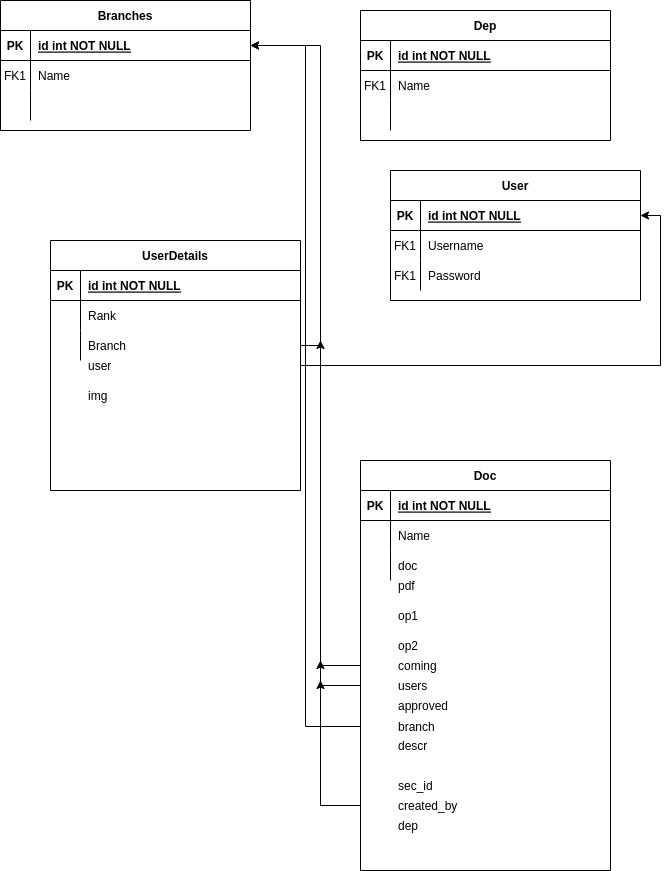 Branches
PK id int NOT NULL
FK1 Name
Dep
PK id int NOT NULL
FK1 Name
User
PK id int NOT NULL
FK1 Username
FK1 Password
UserDetails
PK id int NOT NULL
Rank
Branch
user
img
Doc
PK id int NOT NULL
Name
doc
pdf
op1
op2
coming
users
approved
branch
descr
sec_id
created_by
dep